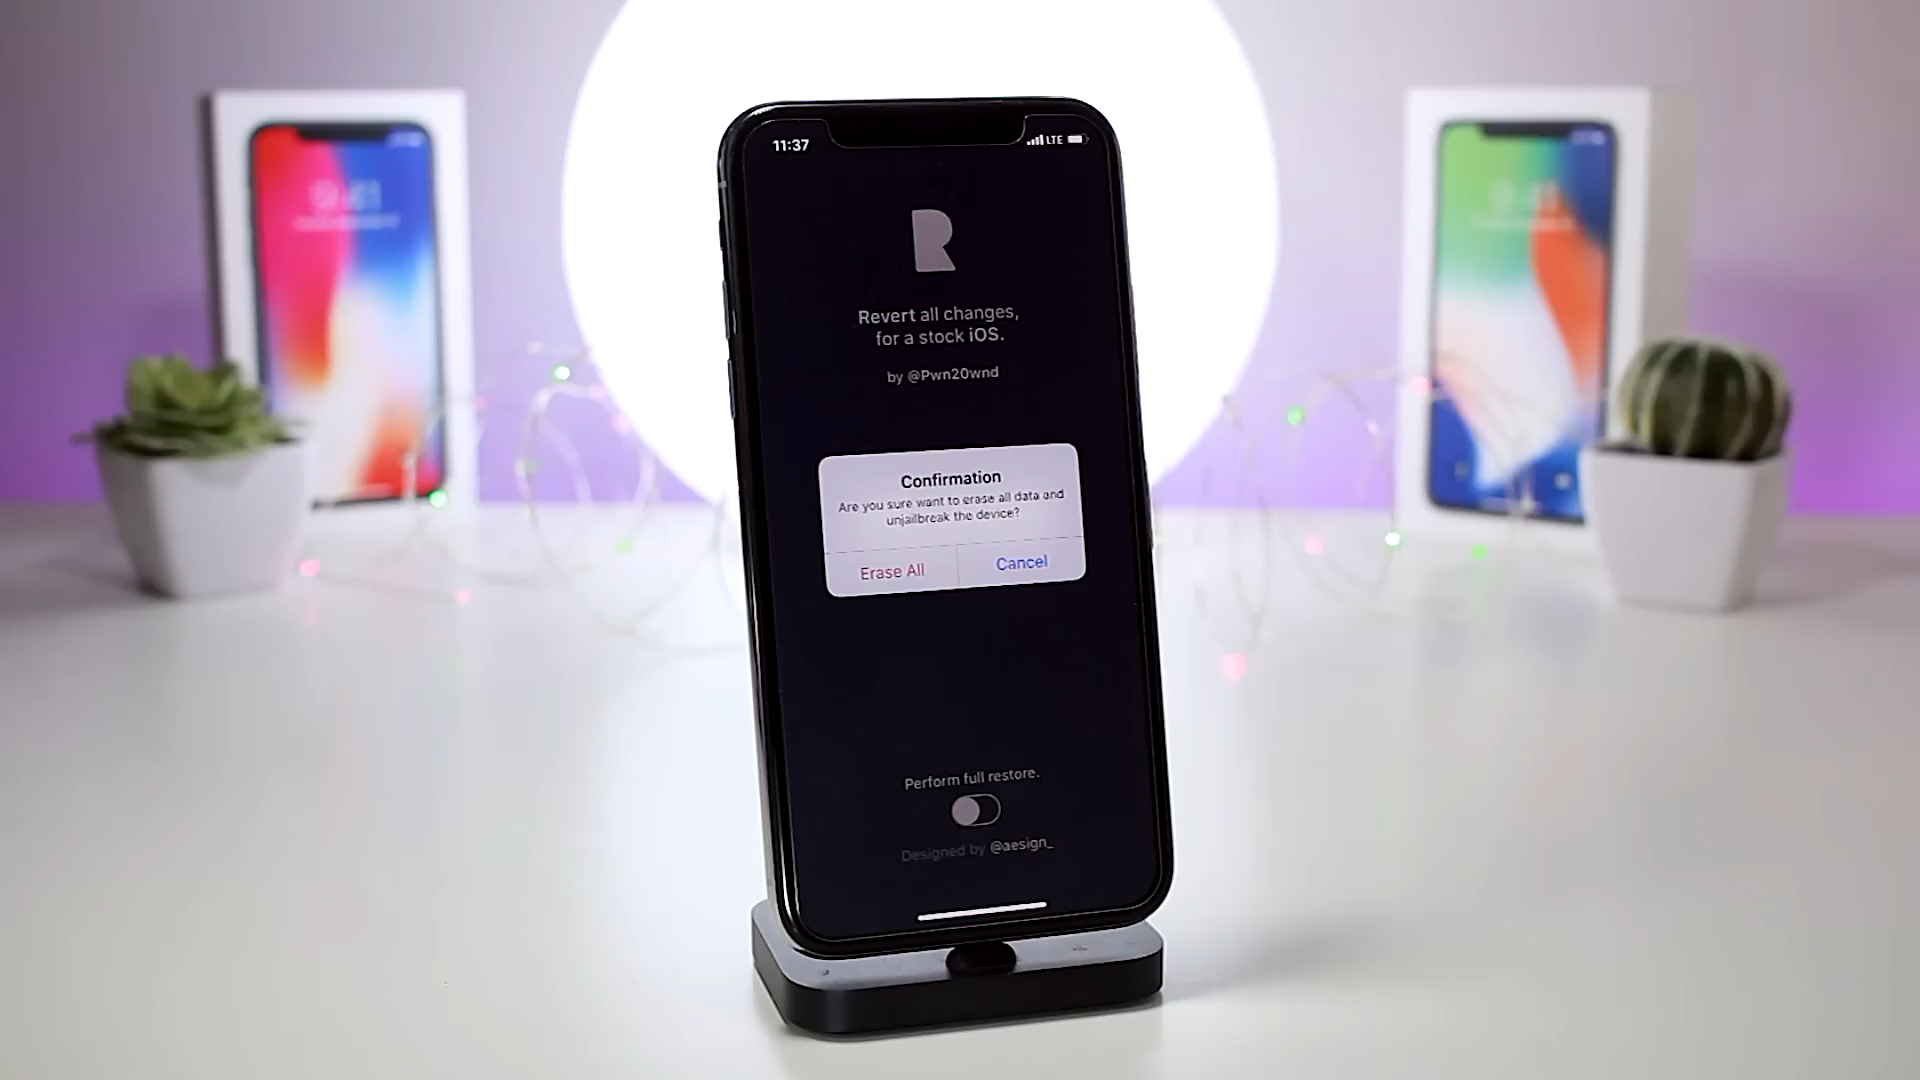 11:37
LTE
R
Revert all changes,
for a stock iOS.
by @Pwn20wnd
Confirmation
Are you sure want to erase all data and
unjailbreak the device?
Erase All
Cancel
Perform full restore.
Designed by @aesign_